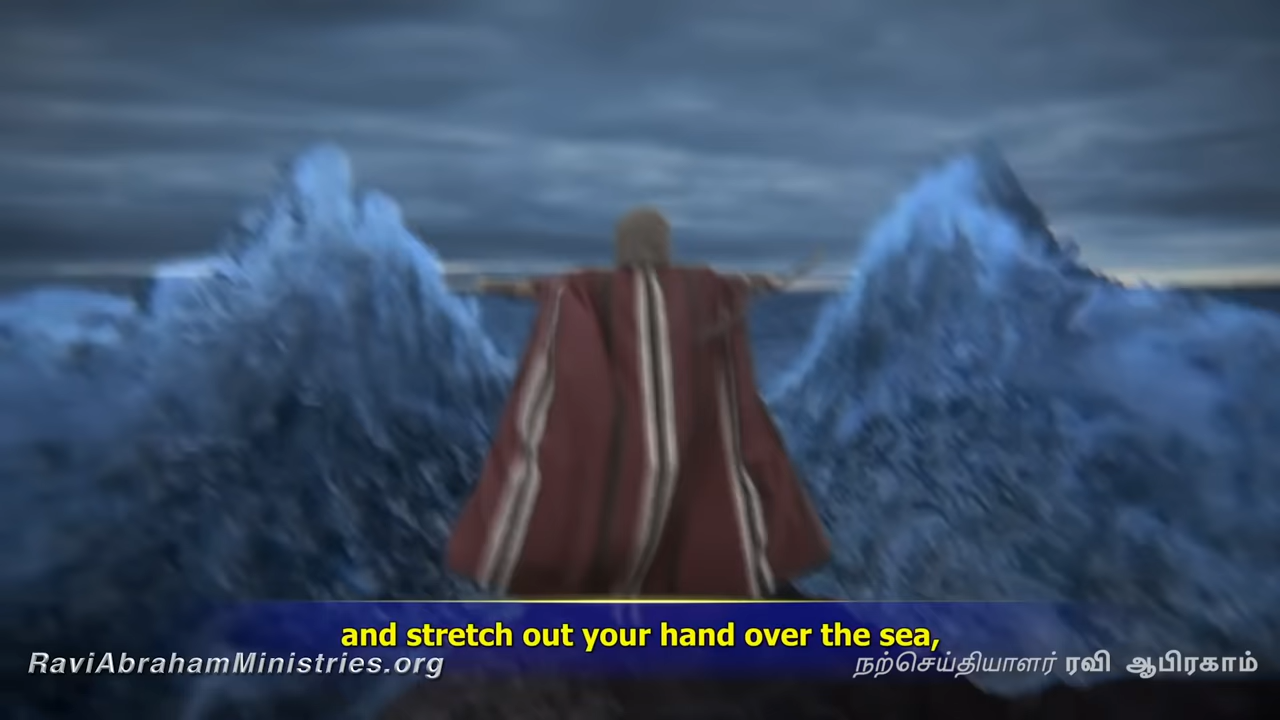 and stretch out your hand over the sea,
RaviAbrahamMinistries.org
நற்செய்தியாளர் ரவி ஆபிரகாம்